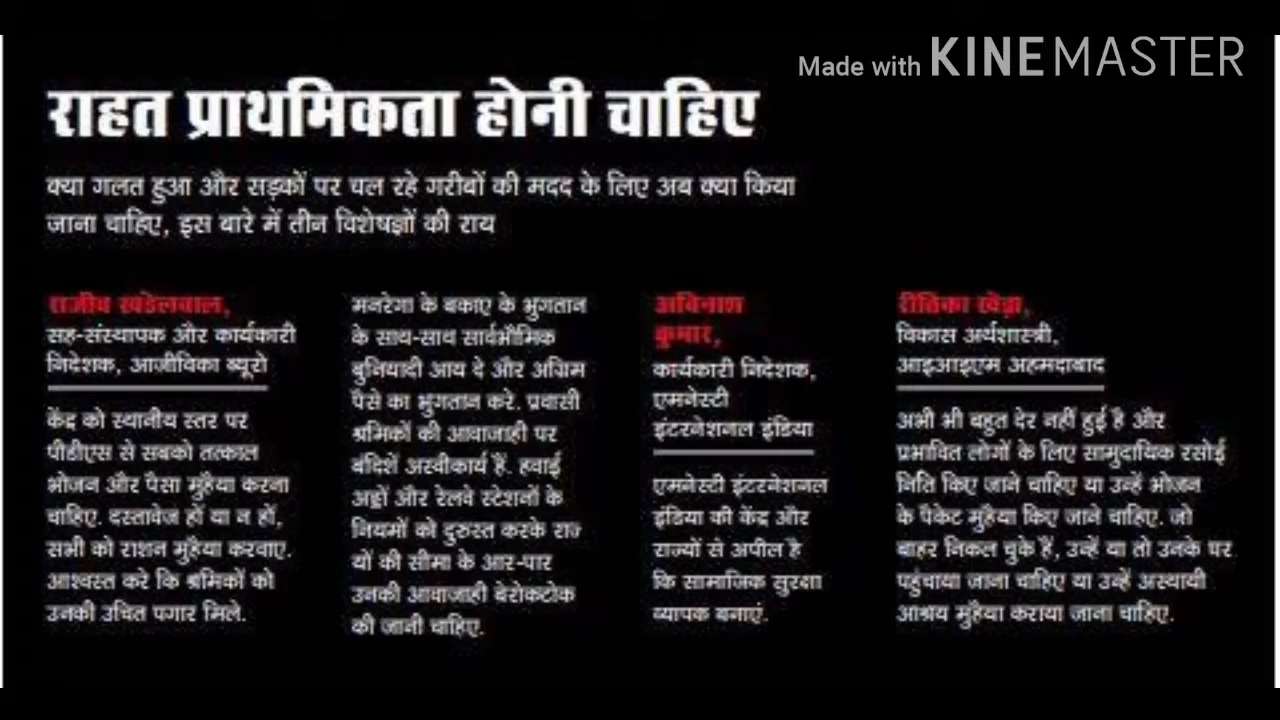 Made with KINEMASTER
राहत प्राथमिकता होनी चाहिए
क्या गलत हुआ और सड़कों पर चल रहे गरीबों की मदद के लिए अब क्या किया
जाना चाहिए, इस बारे में तीन विशेषज्ञों की राय
राजीव खंडेलवाल,
सह-संस्थापक और कार्यकारी
निदेशक, आजीविका ब्यूरो
केंद्र को स्थानीय स्तर पर
पीडीएस से सबको तत्काल
भोजन और पैसा मुहैया करना
चाहिए. दस्तावेज हों या न हों,
सभी को राशन मुहैया करवाए.
आश्वस्त करे कि श्रमिकों को
उनकी उचित पगार मिले.
मनरेगा के बकाए के भुगतान
के साथ-साथ सार्वभौमिक
बुनियादी आय दे और अग्रिम
पैसे का भुगतान करे. प्रवासी
श्रमिकों की आवाजाही पर
बंदिशें अस्वीकार्य हैं. हवाई
अड्डों और रेलवे स्टेशनों के
नियमों को दुरुस्त करके राज्
यों की सीमा के आर-पार
उनकी आवाजाही बेरोकटोक
की जानी चाहिए.
अविनाश
कुमार,
कार्यकारी निदेशक,
एमनेस्टी
इंटरनेशनल इंडिया
एमनेस्टी इंटरनेशनल
इंडिया की केंद्र और
राज्यों से अपील है
कि सामाजिक सुरक्षा
व्यापक बनाएं.
रीतिका खेड़ा,
विकास अर्थशास्त्री,
आइआइएम अहमदाबाद
अभी भी बहुत देर नहीं हुई है और
प्रभावित लोगों के लिए सामुदायिक रसोई
निति किए जाने चाहिए या उन्हें भोजन
के पैकेट मुहैया किए जाने चाहिए. जो
बाहर निकल चुके हैं, उन्हें या तो उनके घर
पहुंचाया जाना चाहिए या उन्हें अस्थायी
आश्रय मुहैया कराया जाना चाहिए.